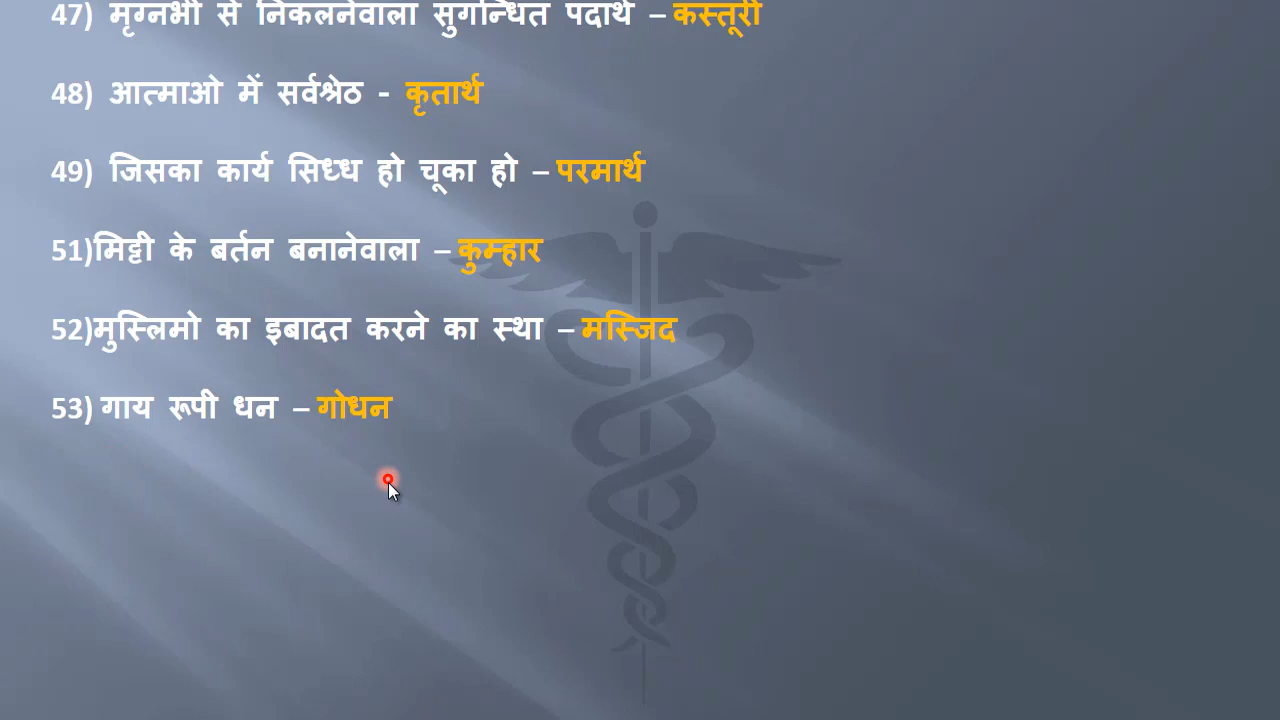 47) मृग्नभी से निकलनेवाला सुगन्धित पदार्थ – कस्तूरी
48) आत्माओ में सर्वश्रेठ - कृतार्थ
49) जिसका कार्य सिध्ध हो चूका हो – परमार्थ
51)मिट्टी के बर्तन बनानेवाला – कुम्हार
52)मुस्लिमो का इबादत करने का स्था – मस्जिद
53) गाय रूपी धन – गोधन